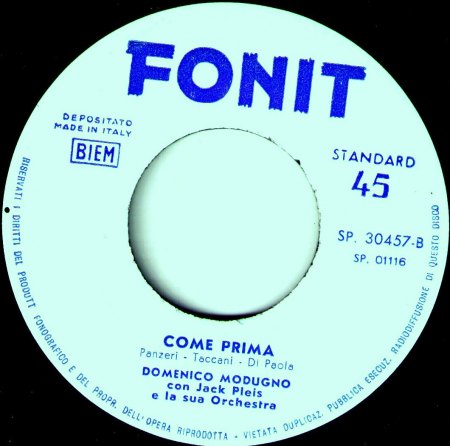 FONIT
DEPOSITATO
MADE IN ITALY
BIEM
STANDARD
45
SP. 30457-B
SP. 01116
COME PRIMA
Panzeri - Taccani - Di Paola
DOMENICO MODUGNO
con Jack Pleis
e la sua Orchestra
RISERVATI I DIRITTI DEL PRODUTT FONOGRAFICO E DEL PROPR. DELL'OPERA RIPRODOTTA - VIETATA DUPLICAZ. PUBBLICA ESECUZ. RADIODIFFUSIONE DI QUESTO DISCO